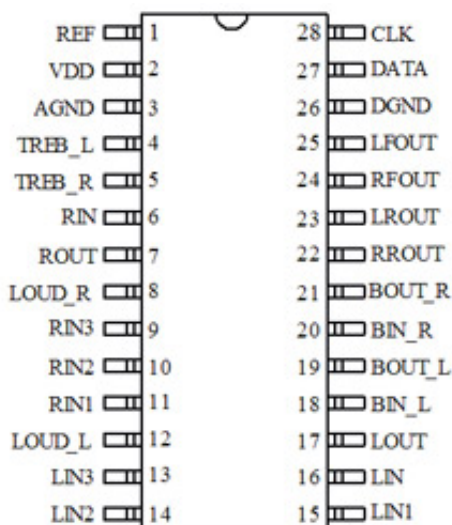 REF 1 28 CLK
VDD 2 27 DATA
AGND 3 26 DGND
TREB_L 4 25 LFOUT
TREB_R 5 24 RFOUT
RIN 6 23 LROUT
ROUT 7 22 RROUT
LOUD_R 8 21 BOUT_R
RIN3 9 20 BIN_R
RIN2 10 19 BOUT_L
RIN1 11 18 BIN_L
LOUD_L 12 17 LOUT
LIN3 13 16 LIN
LIN2 14 15 LIN1